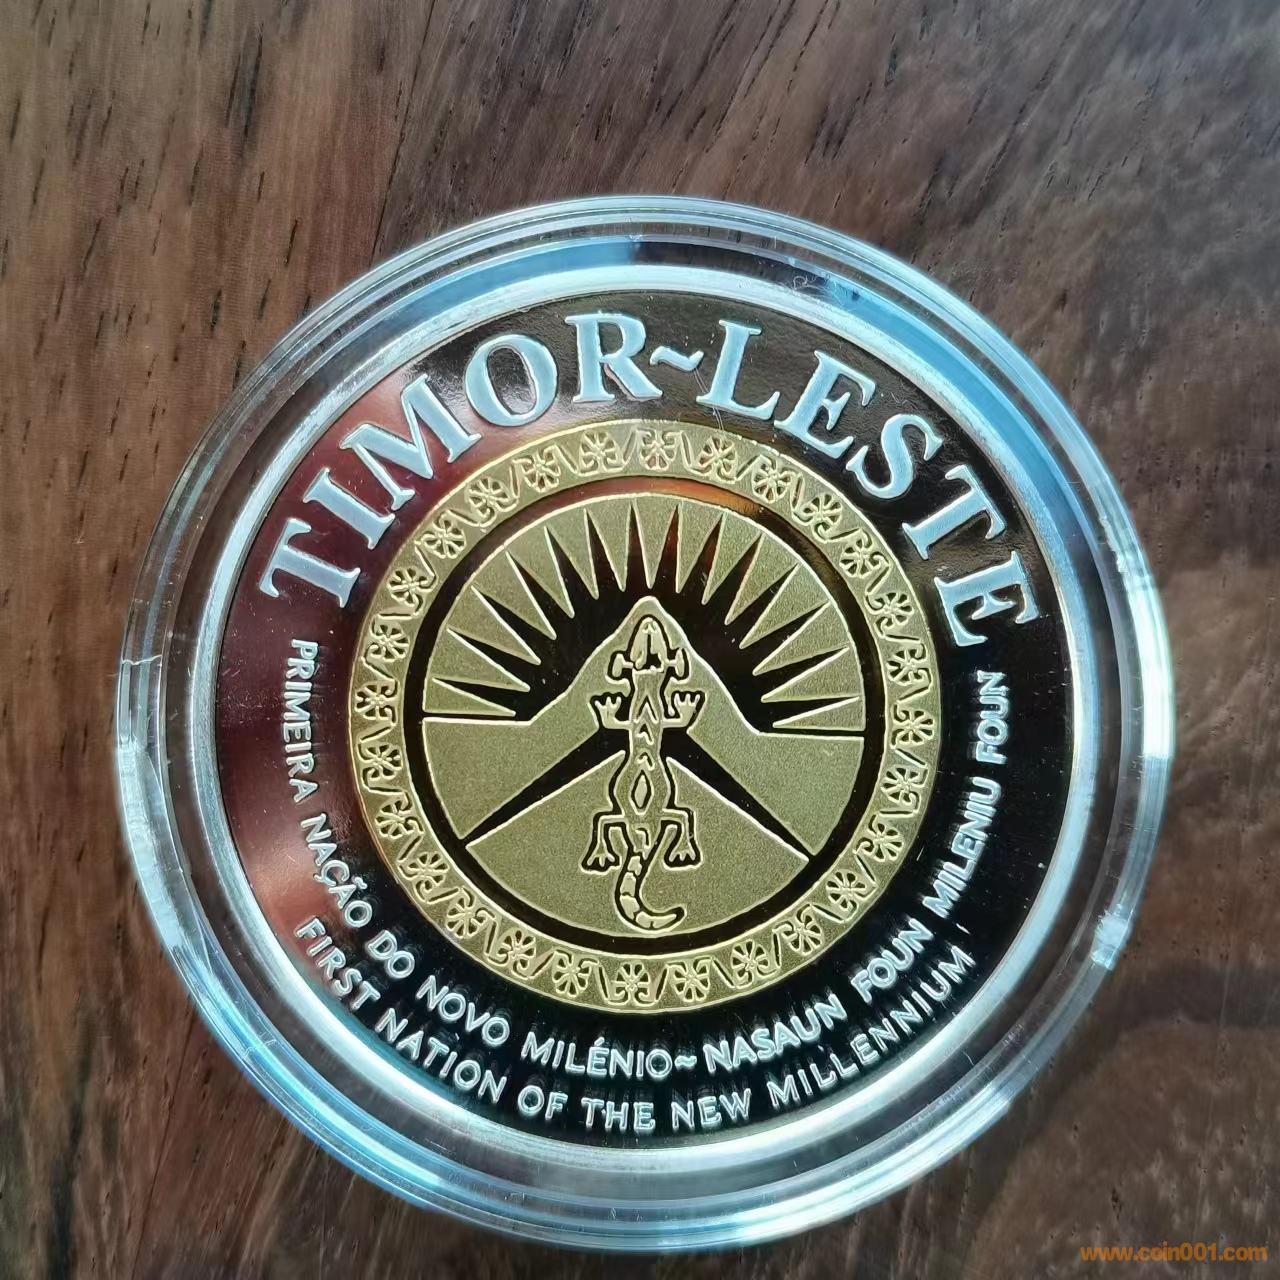 TIMOR~LESTE
PRIMEIRA NAÇÃO DO NOVO MILÉNIO~NASAUN FOUN MILENIU FOUN
FIRST NATION OF THE NEW MILLENNIUM
www.coin001.com